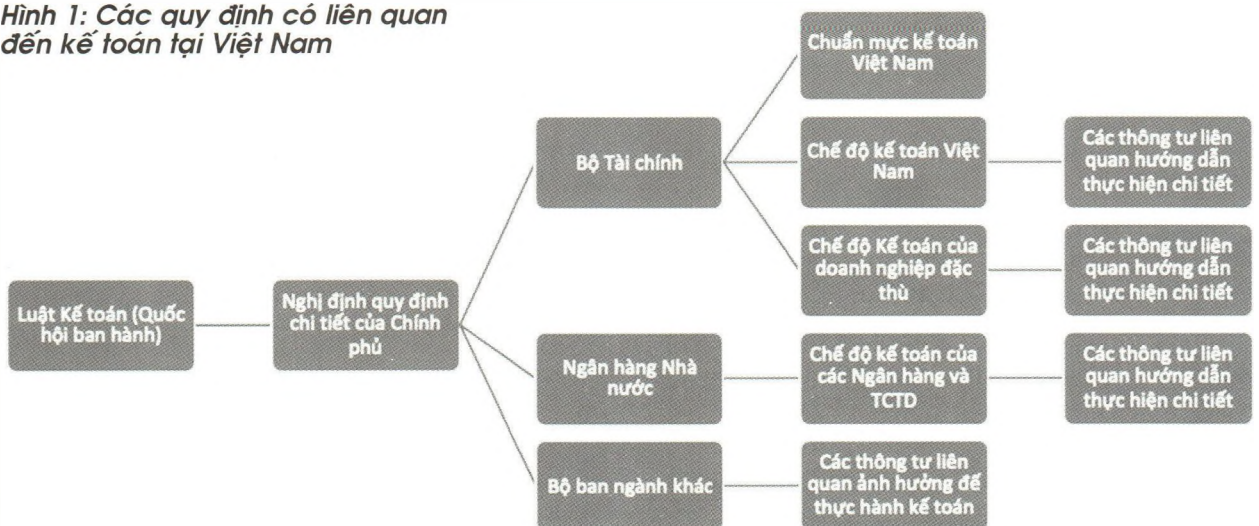 Hình 1: Các quy định có liên quan
đến kế toán tại Việt Nam
Luật Kế toán (Quốc
hội ban hành)
Nghị định quy định
chi tiết của Chính
phủ
Bộ Tài chính
Chuẩn mực kế toán
Việt Nam
Chế độ kế toán Việt
Nam
Các thông tư liên
quan hướng dẫn
thực hiện chi tiết
Chế độ Kế toán của
doanh nghiệp đặc
thù
Các thông tư liên
quan hướng dẫn
thực hiện chi tiết
Ngân hàng Nhà
nước
Chế độ kế toán của
các Ngân hàng và
TCTD
Các thông tư liên
quan hướng dẫn
thực hiện chi tiết
Bộ ban ngành khác
Các thông tư liên
quan ảnh hưởng đế
thực hành kế toán